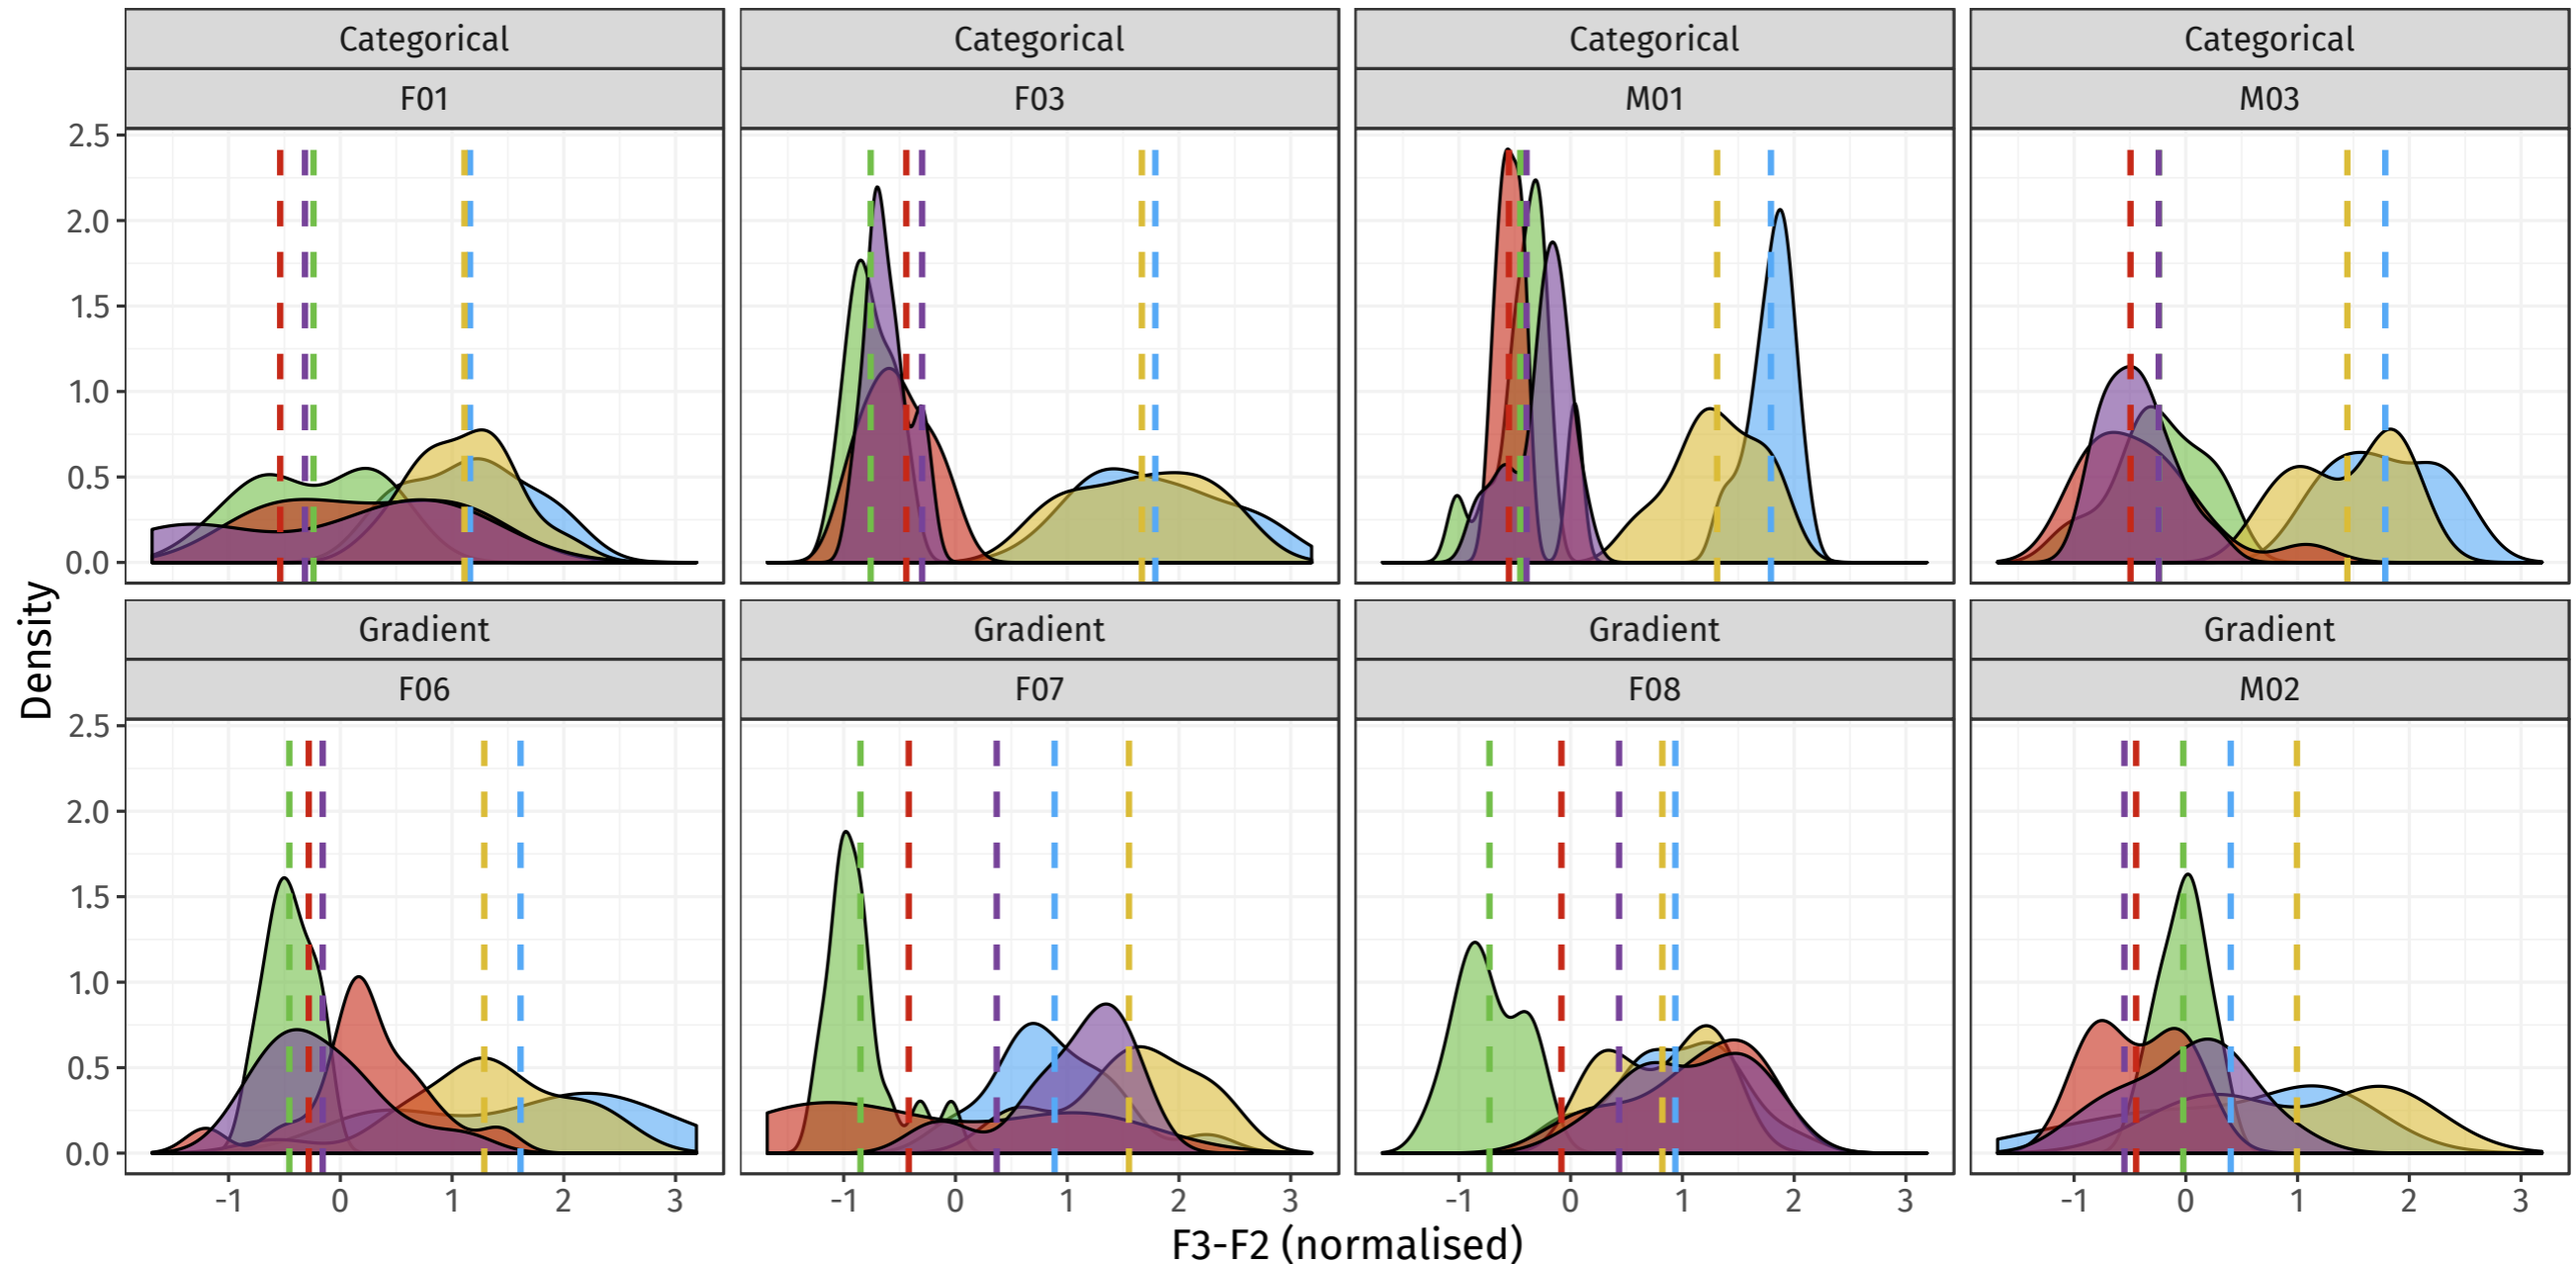 Categorical Categorical Categorical Categorical
F01 F03 M01 M03
2.5
2.0
1.5
1.0
0.5
0.0
Density
Gradient Gradient Gradient Gradient
F06 F07 F08 M02
2.5
2.0
1.5
1.0
0.5
0.0
-1 0 1 2 3 -1 0 1 2 3 -1 0 1 2 3 -1 0 1 2 3
F3-F2 (normalised)